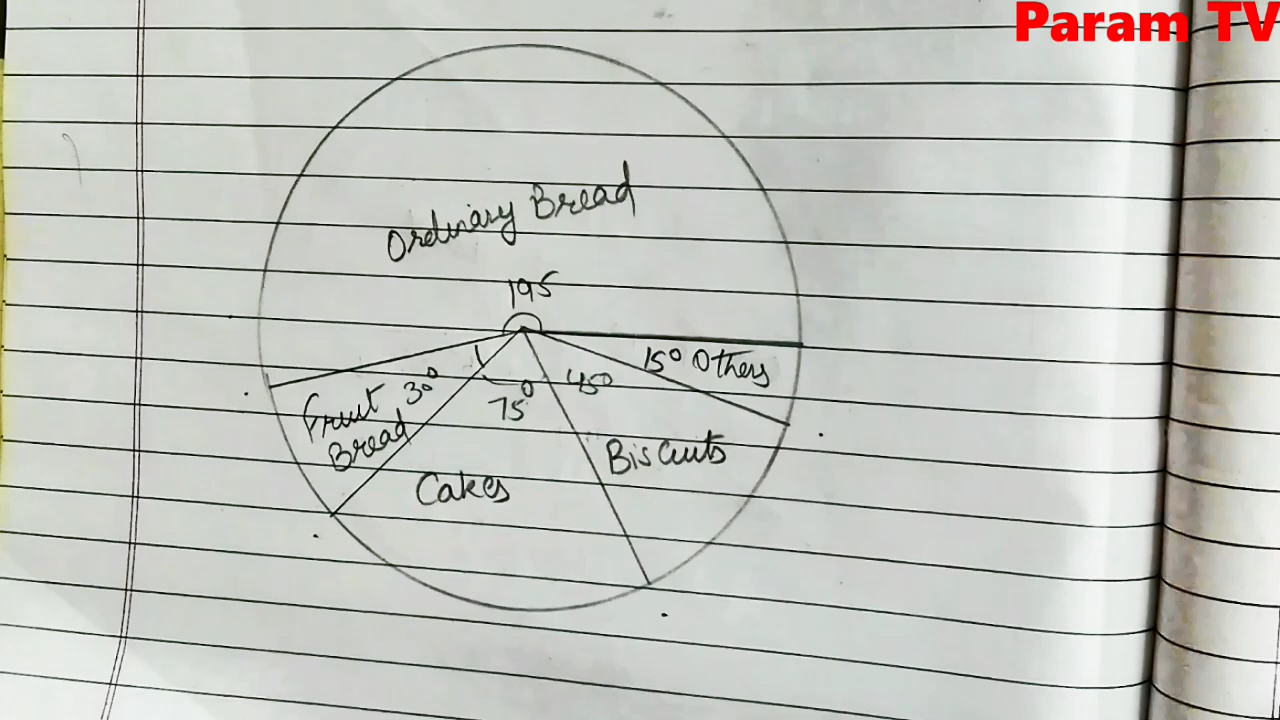 Param TV
Ordinary Bread
195
15° Others
45°
30°
75°
Fruit
Bread
Biscuits
Cakes